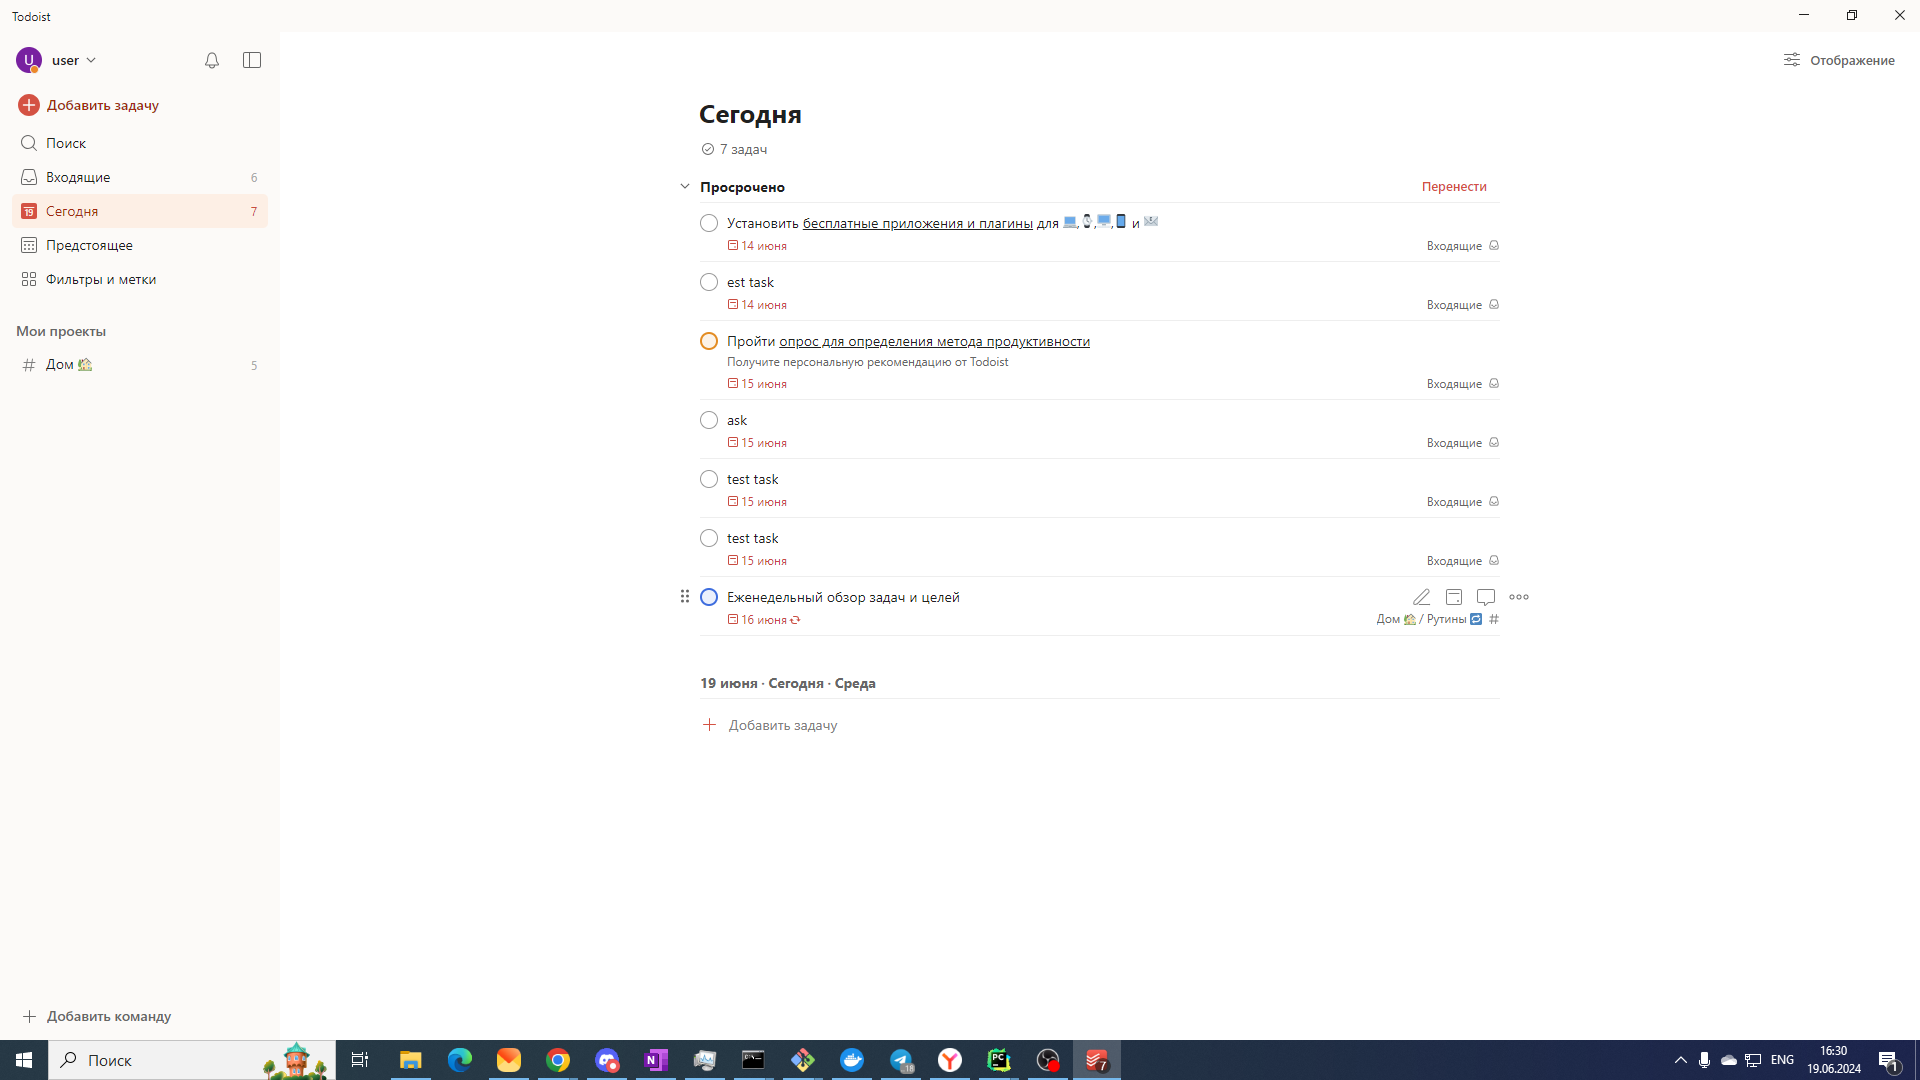 Todoist
U user
Отображение
Добавить задачу
Поиск
Входящие 6
19 Сегодня 7
Предстоящее
Фильтры и метки
Мои проекты
# Дом 5
Добавить команду
Сегодня
7 задач
Просрочено Перенести
Установить бесплатные приложения и плагины для , , , и
14 июня Входящие
est task
14 июня Входящие
Пройти опрос для определения метода продуктивности
Получите персональную рекомендацию от Todoist
15 июня Входящие
ask
15 июня Входящие
test task
15 июня Входящие
test task
15 июня Входящие
Еженедельный обзор задач и целей
16 июня Дом / Рутины #
19 июня · Сегодня · Среда
Добавить задачу
Поиск
PC
18
7
ENG
16:30
19.06.2024
1